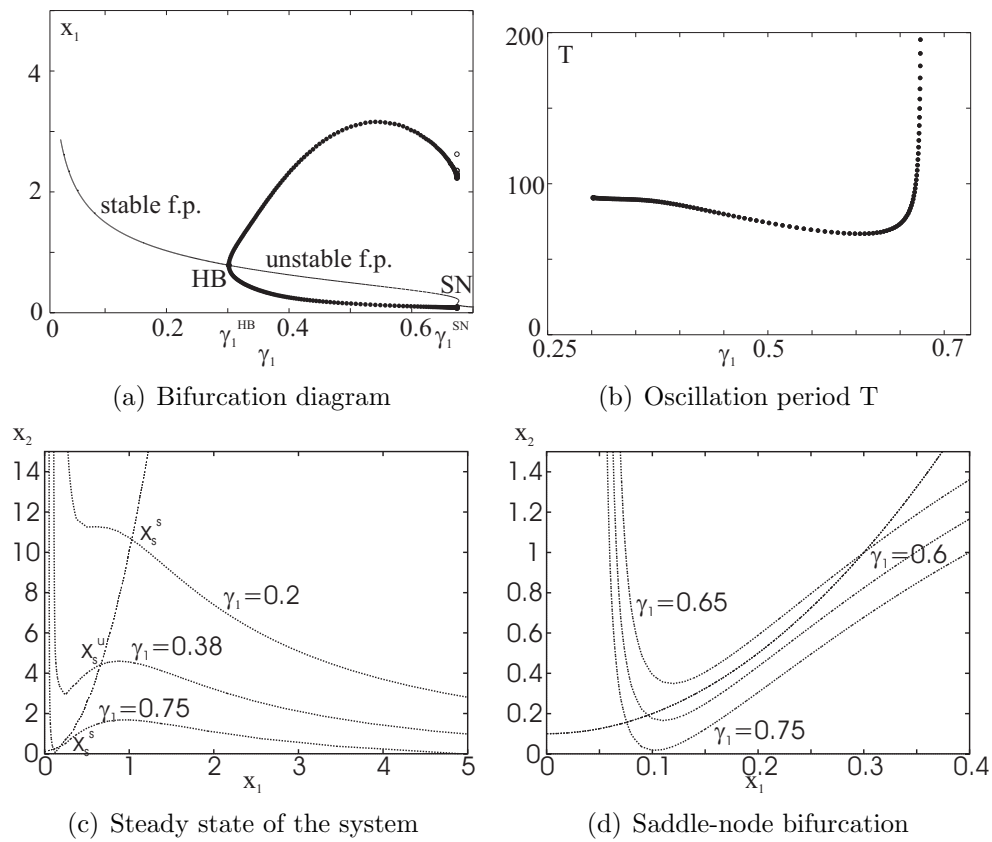 x₁
4
2
0
stable f.p.
HB
unstable f.p.
SN
0 0.2 γ₁ᴴᴮ 0.4 0.6 γ₁ˢᴺ
γ₁
(a) Bifurcation diagram
200
T
100
0
0.25 γ₁ 0.5 0.7
(b) Oscillation period T
x₂
14
12
10
8
6
4
2
0
Xₛˢ
γ₁=0.2
Xₛᵘ
γ₁=0.38
γ₁=0.75
Xₛˢ
0 1 2 3 4 5
x₁
(c) Steady state of the system
x₂
1.4
1.2
1
0.8
0.6
0.4
0.2
0
γ₁=0.6
γ₁=0.65
γ₁=0.75
0 0.1 0.2 0.3 0.4
x₁
(d) Saddle-node bifurcation